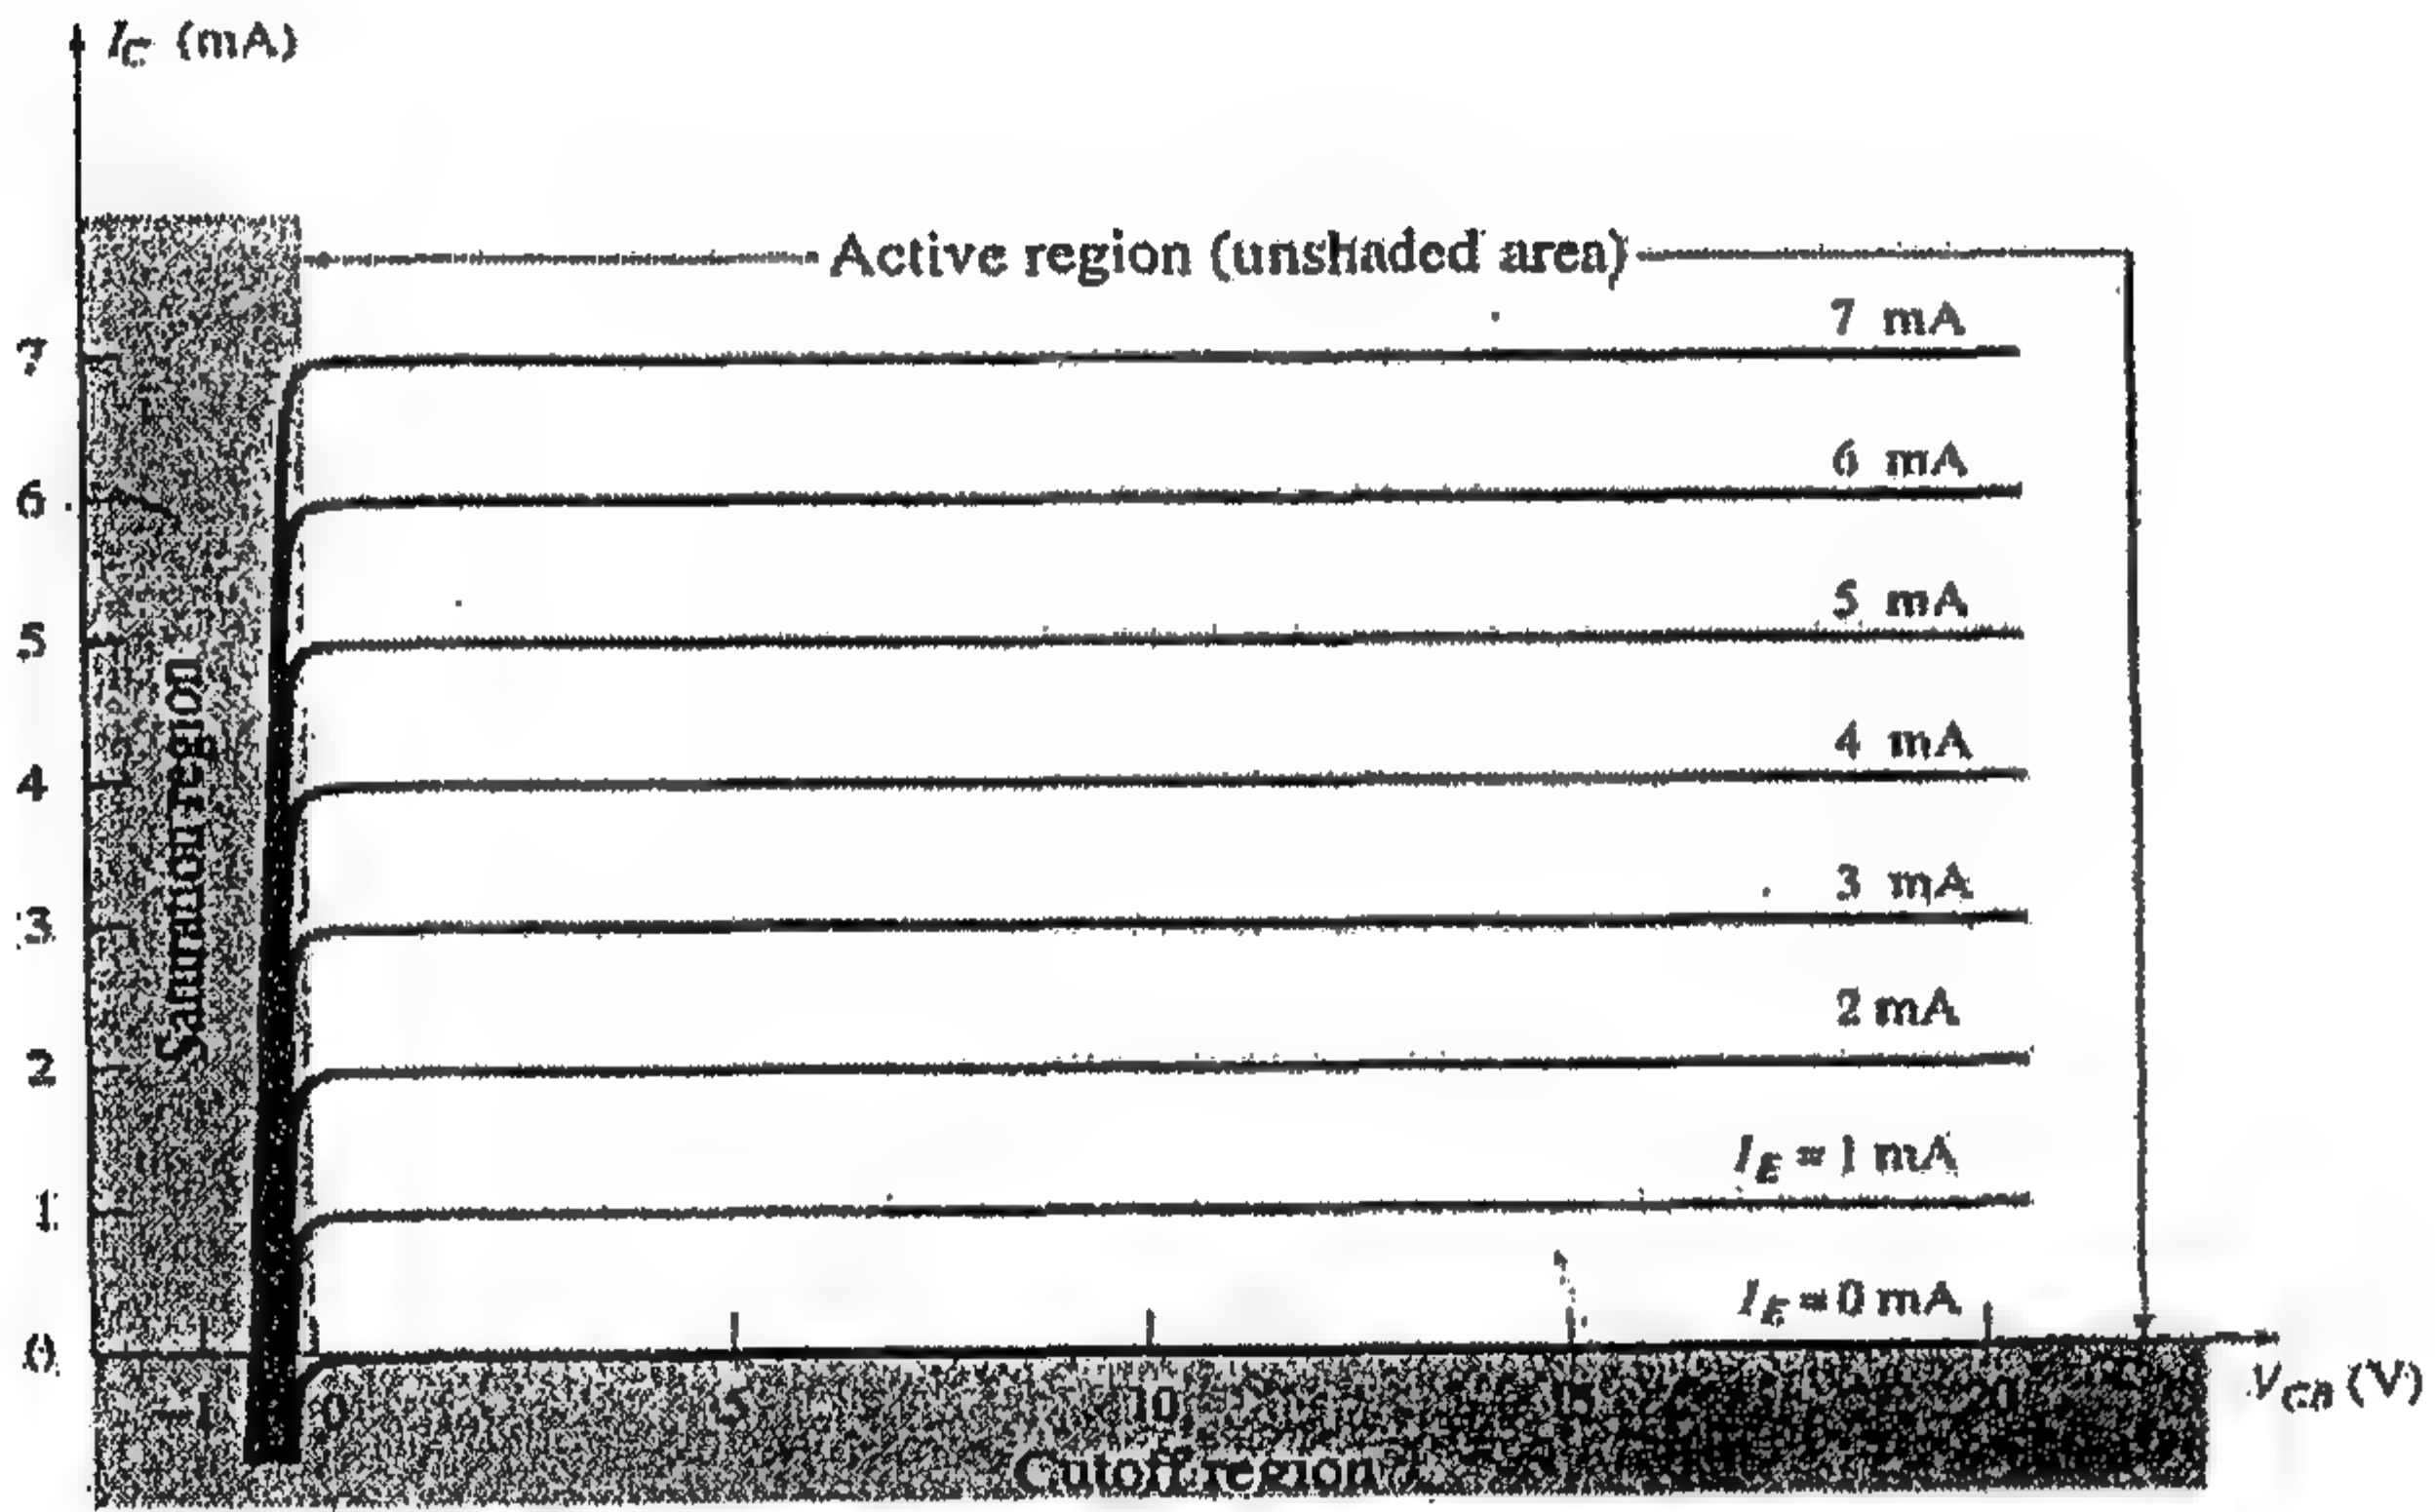 I_C (mA)
Active region (unshaded area)
7 mA
7
6 mA
6
5 mA
5
Saturation region
4 mA
4
3 mA
3
2 mA
2
I_E = 1 mA
1
I_E = 0 mA
0
−1 0 5 10 15 20
V_CB (V)
Cutoff region